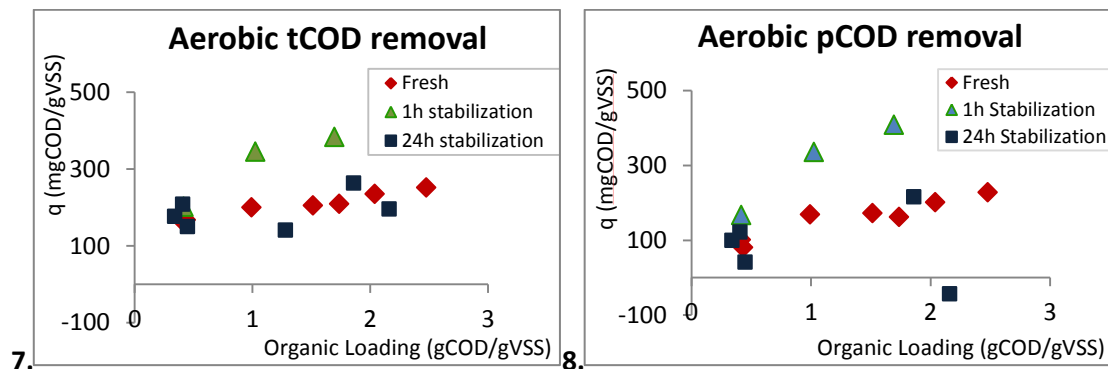 Aerobic tCOD removal
Fresh
1h stabilization
24h stabilization
q (mgCOD/gVSS)
500
300
100
-100
0
1
2
3
Organic Loading (gCOD/gVSS)
7.
Aerobic pCOD removal
Fresh
1h Stabilization
24h Stabilization
q (mgCOD/gVSS)
500
300
100
-100
0
1
2
3
Organic Loading (gCOD/gVSS)
8.